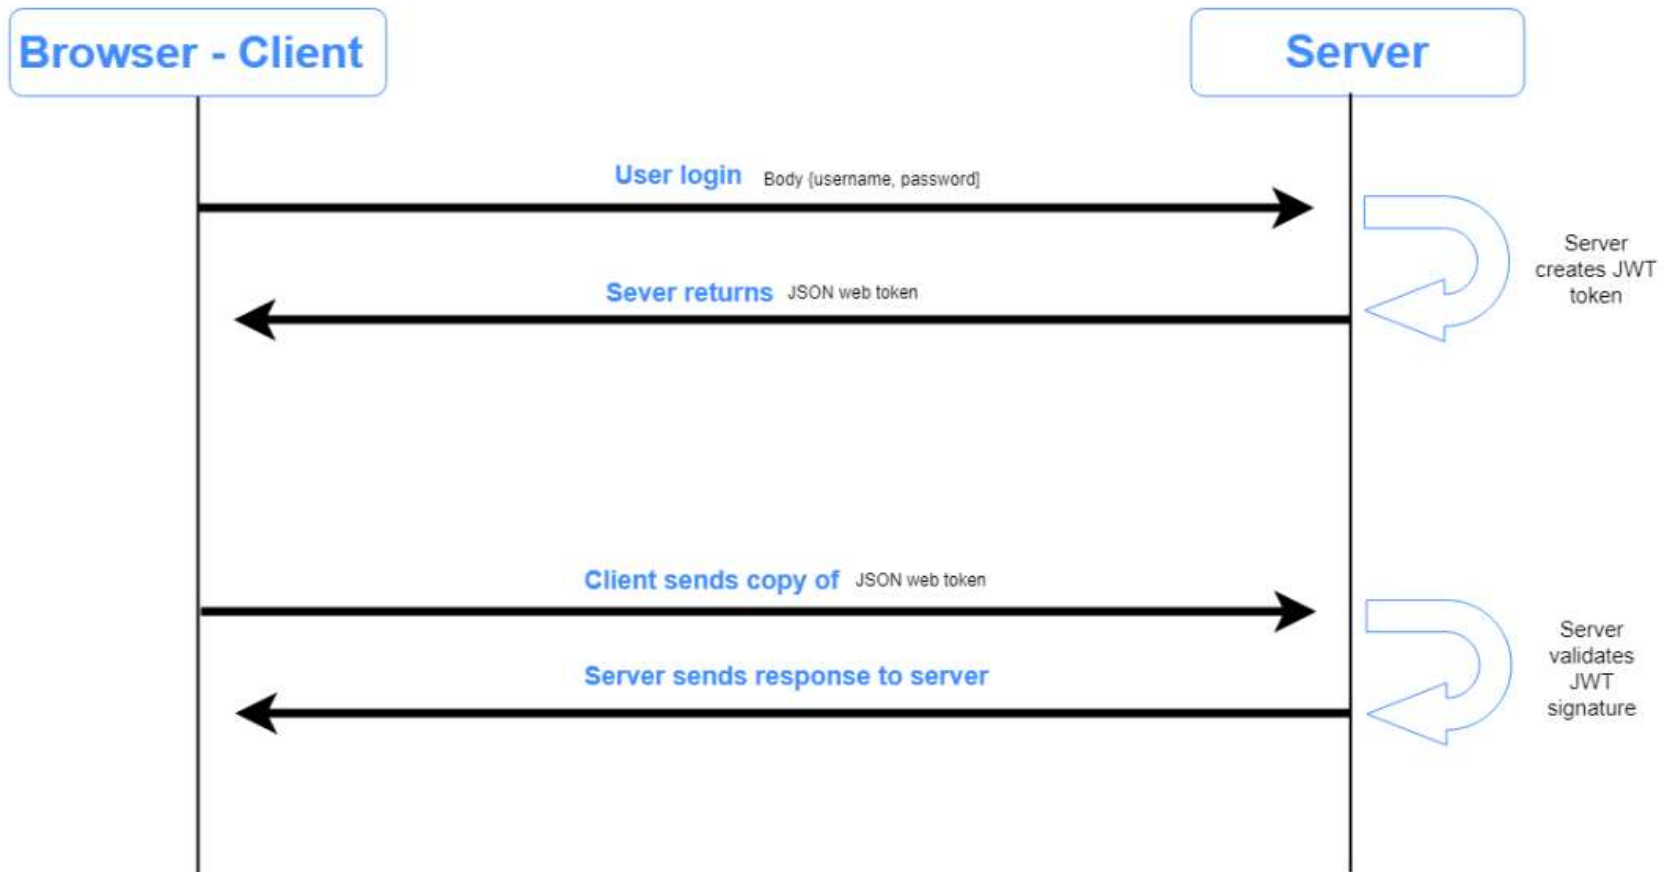 Browser - Client
Server
User login Body {username, password]
Server
creates JWT
token
Sever returns JSON web token
Client sends copy of JSON web token
Server
validates
JWT
signature
Server sends response to server